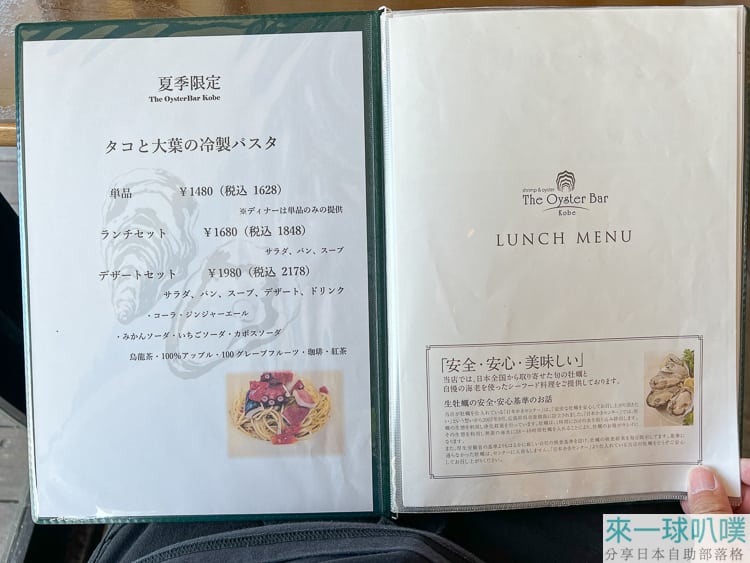 夏季限定
The OysterBar Kobe
タコと大葉の冷製パスタ
単品 ￥1480（税込 1628）
※ディナーは単品のみの提供
ランチセット ￥1680（税込 1848）
サラダ、パン、スープ
デザートセット ￥1980（税込 2178）
サラダ、パン、スープ、デザート、ドリンク
・コーラ・ジンジャーエール
・みかんソーダ・いちごソーダ・カボスソーダ
烏龍茶・100%アップル・100グレープフルーツ・珈琲・紅茶
shrimp & oyster
The Oyster Bar
Kobe
LUNCH MENU
「安全・安心・美味しい」
当店では、日本全国から取り寄せた旬の牡蠣と
自慢の海老を使ったシーフード料理をご提供しております。
生牡蠣の安全・安心基準のお話
來一球叭噗
分享日本自助部落格